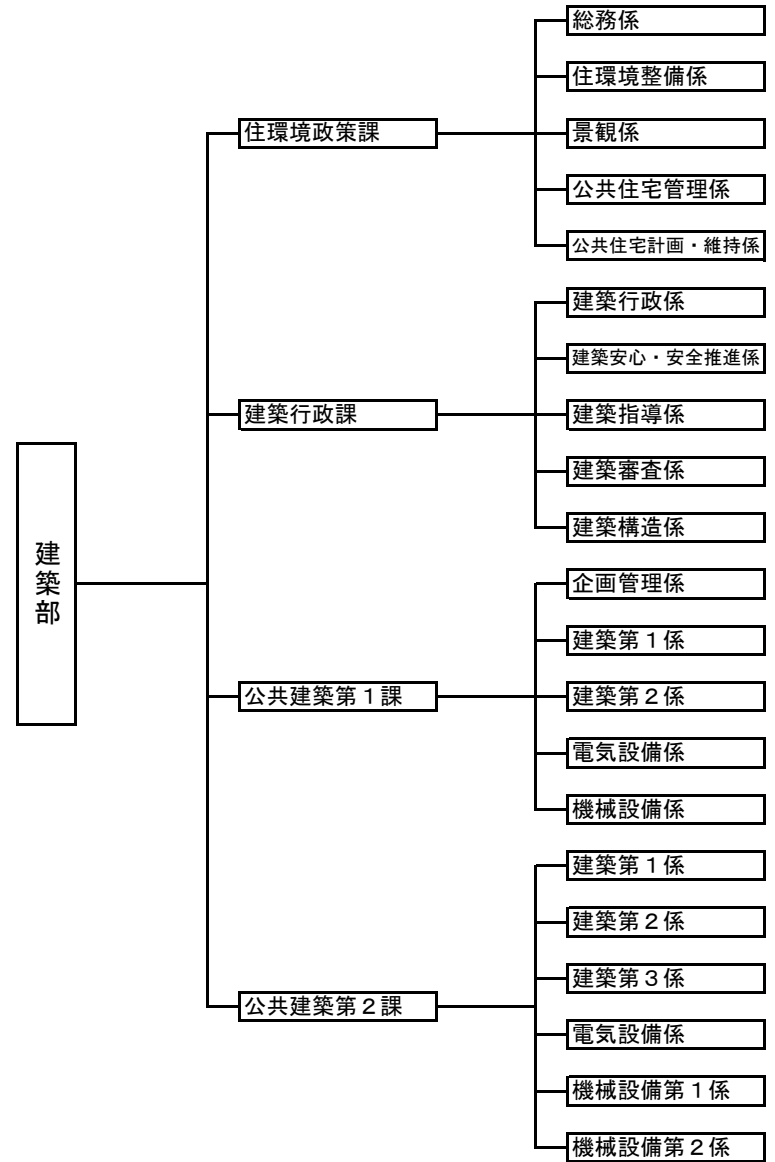 建築部
住環境政策課
総務係
住環境整備係
景観係
公共住宅管理係
公共住宅計画・維持係
建築行政課
建築行政係
建築安心・安全推進係
建築指導係
建築審査係
建築構造係
公共建築第１課
企画管理係
建築第１係
建築第２係
電気設備係
機械設備係
公共建築第２課
建築第１係
建築第２係
建築第３係
電気設備係
機械設備第１係
機械設備第２係